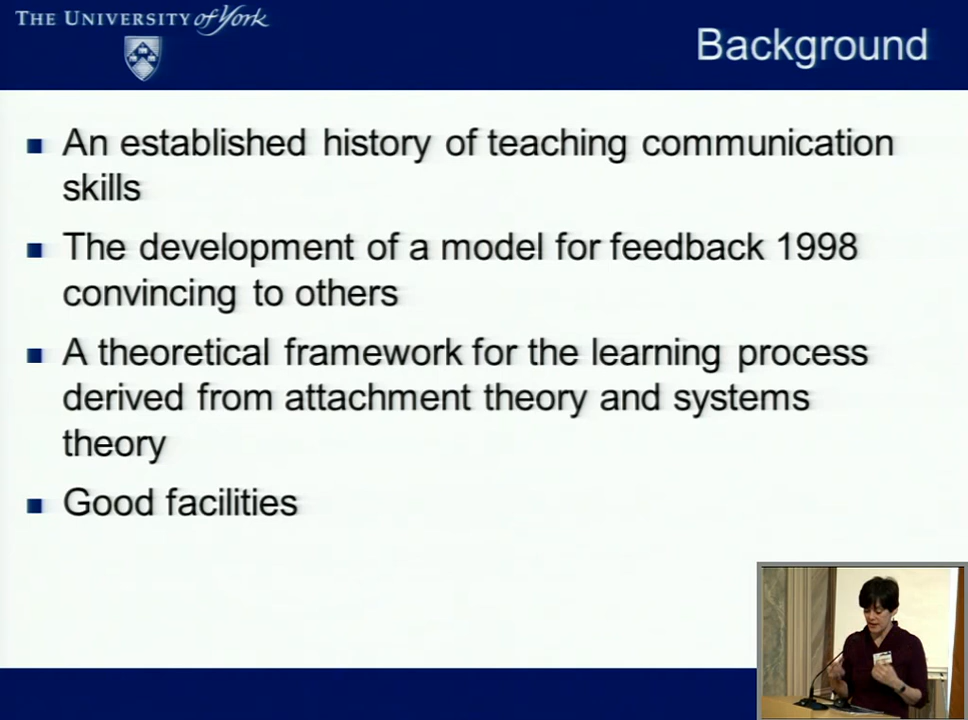 THE UNIVERSITY of York
Background
An established history of teaching communication
skills
The development of a model for feedback 1998
convincing to others
A theoretical framework for the learning process
derived from attachment theory and systems
theory
Good facilities